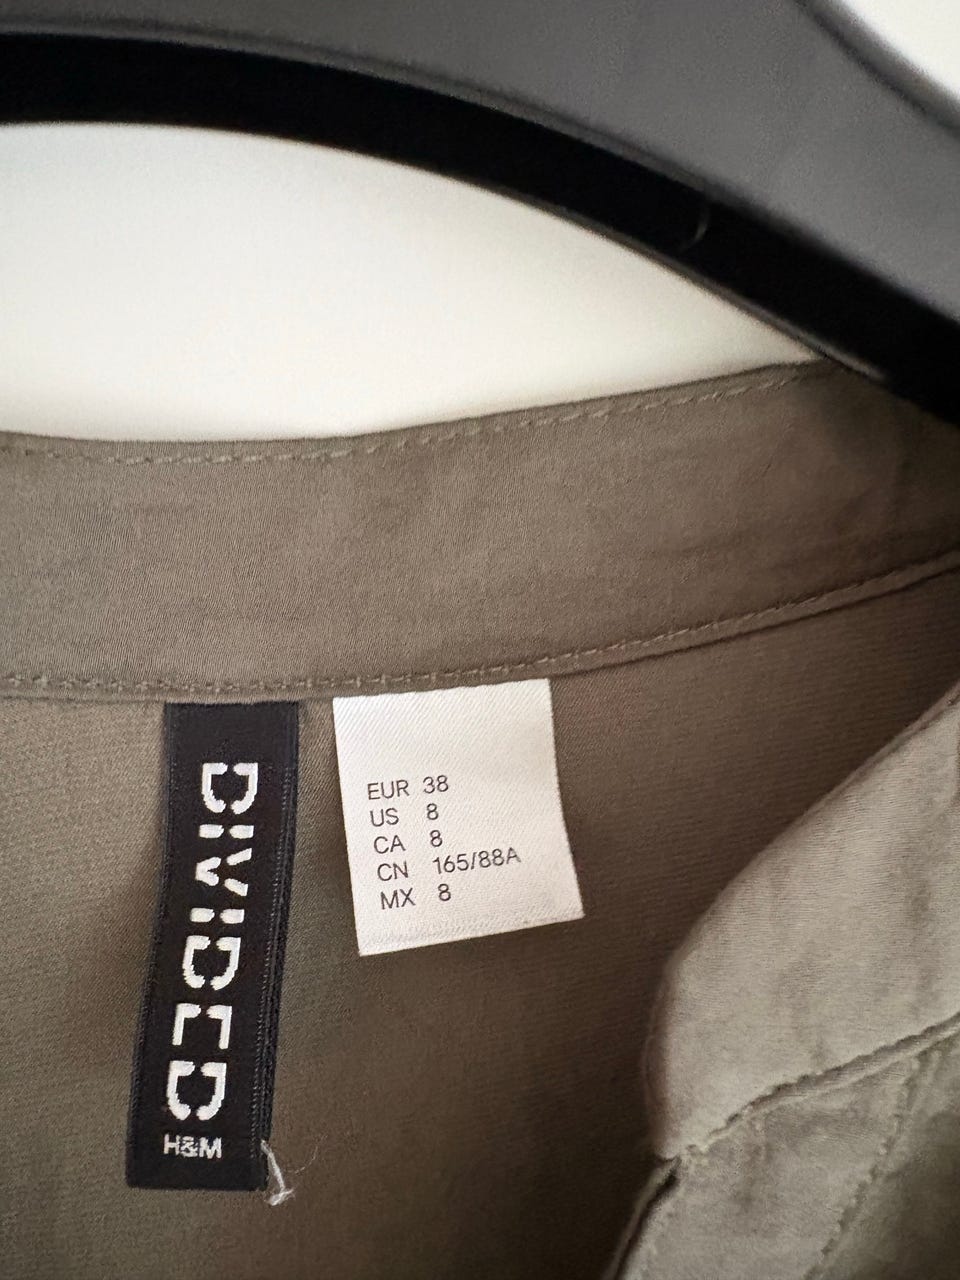 DIVIDED
H&M
EUR 38
US 8
CA 8
CN 165/88A
MX 8